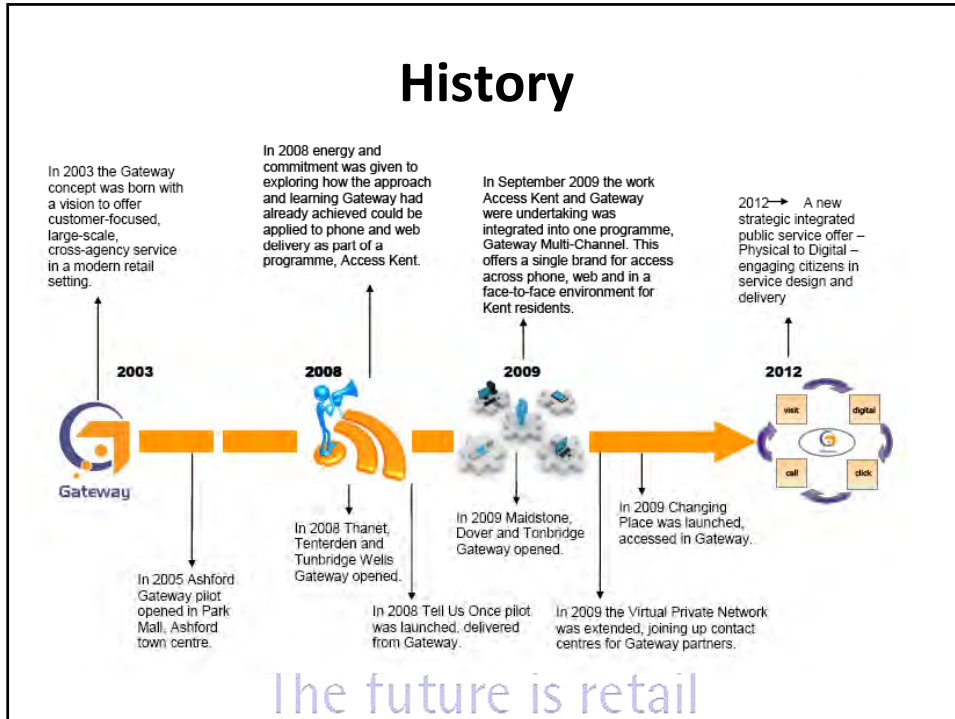 History
In 2003 the Gateway
concept was born with
a vision to offer
customer-focused,
large-scale,
cross-agency service
in a modern retail
setting.
In 2008 energy and
commitment was given to
exploring how the approach
and learning Gateway had
already achieved could be
applied to phone and web
delivery as part of a
programme, Access Kent.
In September 2009 the work
Access Kent and Gateway
were undertaking was
integrated into one programme,
Gateway Multi-Channel. This
offers a single brand for access
across phone, web and in a
face-to-face environment for
Kent residents.
2012 A new
strategic integrated
public service offer –
Physical to Digital –
engaging citizens in
service design and
delivery
2003
2008
2009
2012
Gateway
visit
digital
call
click
In 2005 Ashford
Gateway pilot
opened in Park
Mall, Ashford
town centre.
In 2008 Thanet,
Tenterden and
Tunbridge Wells
Gateway opened.
In 2008 Tell Us Once pilot
was launched, delivered
from Gateway.
In 2009 Maidstone,
Dover and Tonbridge
Gateway opened.
In 2009 the Virtual Private Network
was extended, joining up contact
centres for Gateway partners.
In 2009 Changing
Place was launched,
accessed in Gateway.
The future is retail